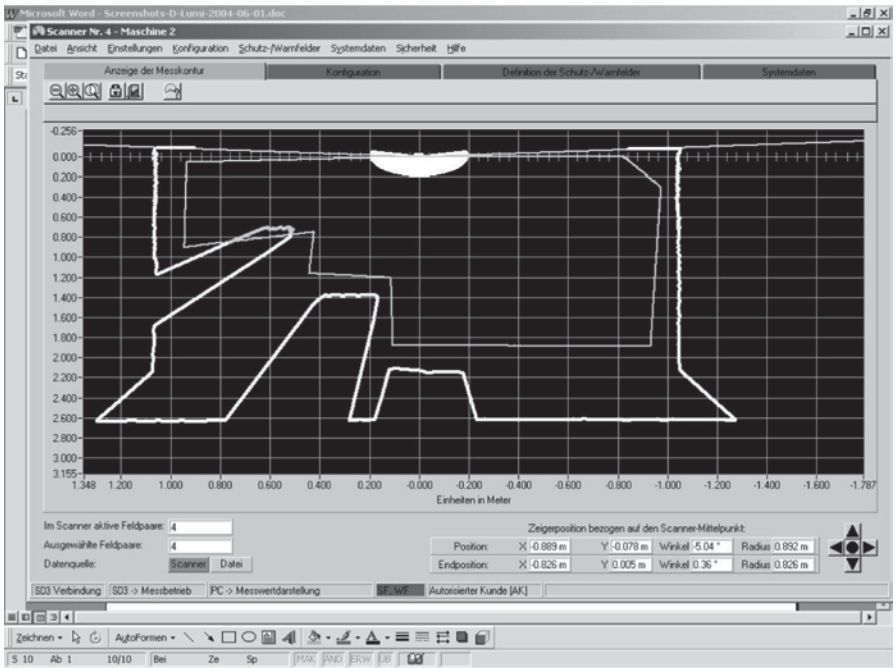 Microsoft Word - Screenshots-D-Lumi-2004-06-01.doc
Scanner Nr. 4 - Maschine 2
Datei Ansicht Einstellungen Konfiguration Schutz-/Warnfelder Systemdaten Sicherheit Hilfe
Anzeige der Messkontur Konfiguration Definition der Schutz-/Warnfelder Systemdaten
-0.256
0.000
0.200
0.400
0.600
0.800
1.000
1.200
1.400
1.600
1.800
2.000
2.200
2.400
2.600
2.800
3.000
3.155
1.348 1.200 1.000 0.800 0.600 0.400 0.200 -0.000 -0.200 -0.400 -0.600 -0.800 -1.000 -1.200 -1.400 -1.600 -1.787
Einheiten in Meter
Im Scanner aktive Feldpaare: 4
Ausgewählte Feldpaare: 4
Datenquelle: Scanner Datei
Zeigerposition bezogen auf den Scanner-Mittelpunkt:
Position: X -0.889 m Y -0.078 m Winkel -5.04 ° Radius 0.892 m
Endposition: X -0.826 m Y 0.005 m Winkel 0.36 ° Radius 0.826 m
SD3 Verbindung SD3 -> Messbetrieb PC -> Messwertdarstellung SF, WF Autorisierter Kunde [AK]
Zeichnen AutoFormen
S 10 Ab 1 10/10 Bei Ze Sp MAK ÄND ERW ÜB